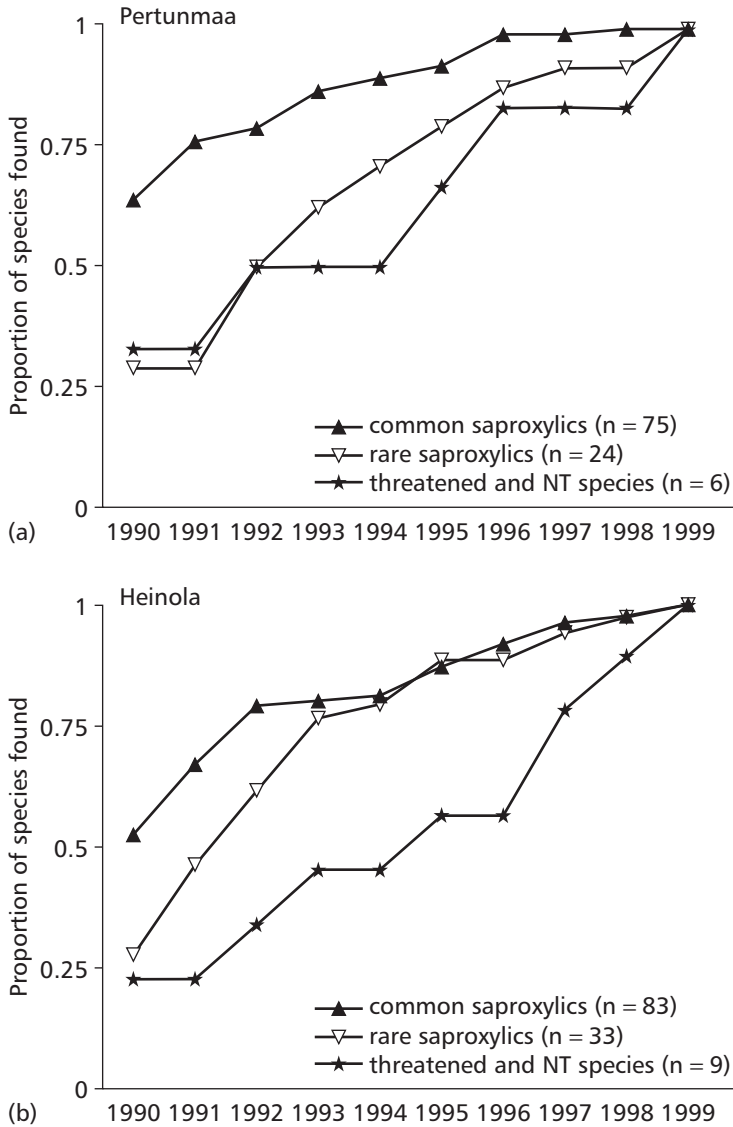 Pertunmaa
1
0.75
0.5
0.25
0
Proportion of species found
common saproxylics (n = 75)
rare saproxylics (n = 24)
threatened and NT species (n = 6)
(a)
1990 1991 1992 1993 1994 1995 1996 1997 1998 1999
Heinola
1
0.75
0.5
0.25
0
Proportion of species found
common saproxylics (n = 83)
rare saproxylics (n = 33)
threatened and NT species (n = 9)
(b)
1990 1991 1992 1993 1994 1995 1996 1997 1998 1999